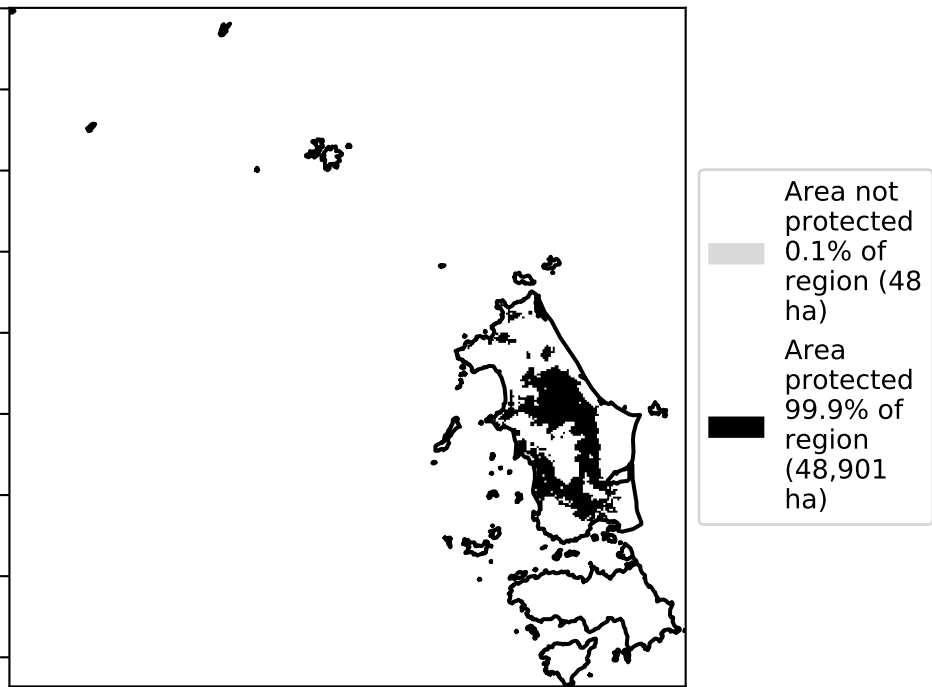 Area not
protected
0.1% of
region (48
ha)
Area
protected
99.9% of
region
(48,901
ha)